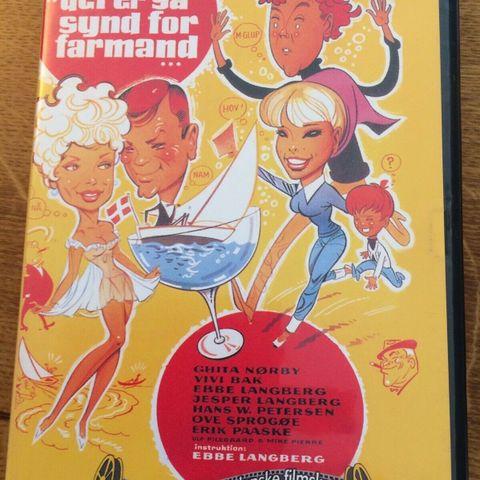 det er så
synd for
farmand
...
M-GLUP
HOV!
NAM
?
GHITA NØRBY
VIVI BAK
EBBE LANGBERG
JESPER LANGBERG
HANS W. PETERSEN
OVE SPROGØE
ERIK PAASKE
ULF PILGAARD & MIKE PIERRE
instruktion:
EBBE LANGBERG